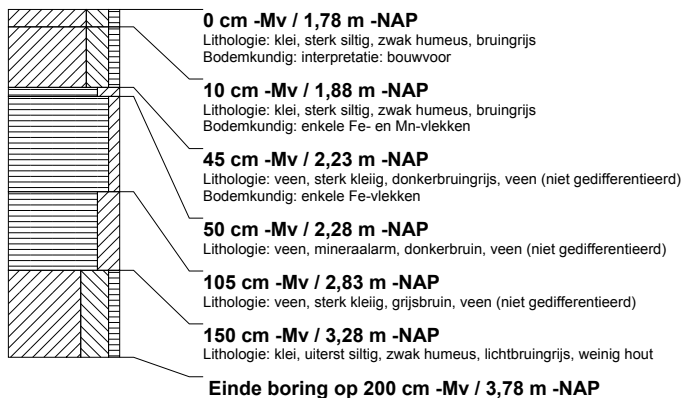 0 cm -Mv / 1,78 m -NAP
Lithologie: klei, sterk siltig, zwak humeus, bruingrijs
Bodemkundig: interpretatie: bouwvoor
10 cm -Mv / 1,88 m -NAP
Lithologie: klei, sterk siltig, zwak humeus, bruingrijs
Bodemkundig: enkele Fe- en Mn-vlekken
45 cm -Mv / 2,23 m -NAP
Lithologie: veen, sterk kleiig, donkerbruingrijs, veen (niet gedifferentieerd)
Bodemkundig: enkele Fe-vlekken
50 cm -Mv / 2,28 m -NAP
Lithologie: veen, mineraalarm, donkerbruin, veen (niet gedifferentieerd)
105 cm -Mv / 2,83 m -NAP
Lithologie: veen, sterk kleiig, grijsbruin, veen (niet gedifferentieerd)
150 cm -Mv / 3,28 m -NAP
Lithologie: klei, uiterst siltig, zwak humeus, lichtbruingrijs, weinig hout
Einde boring op 200 cm -Mv / 3,78 m -NAP